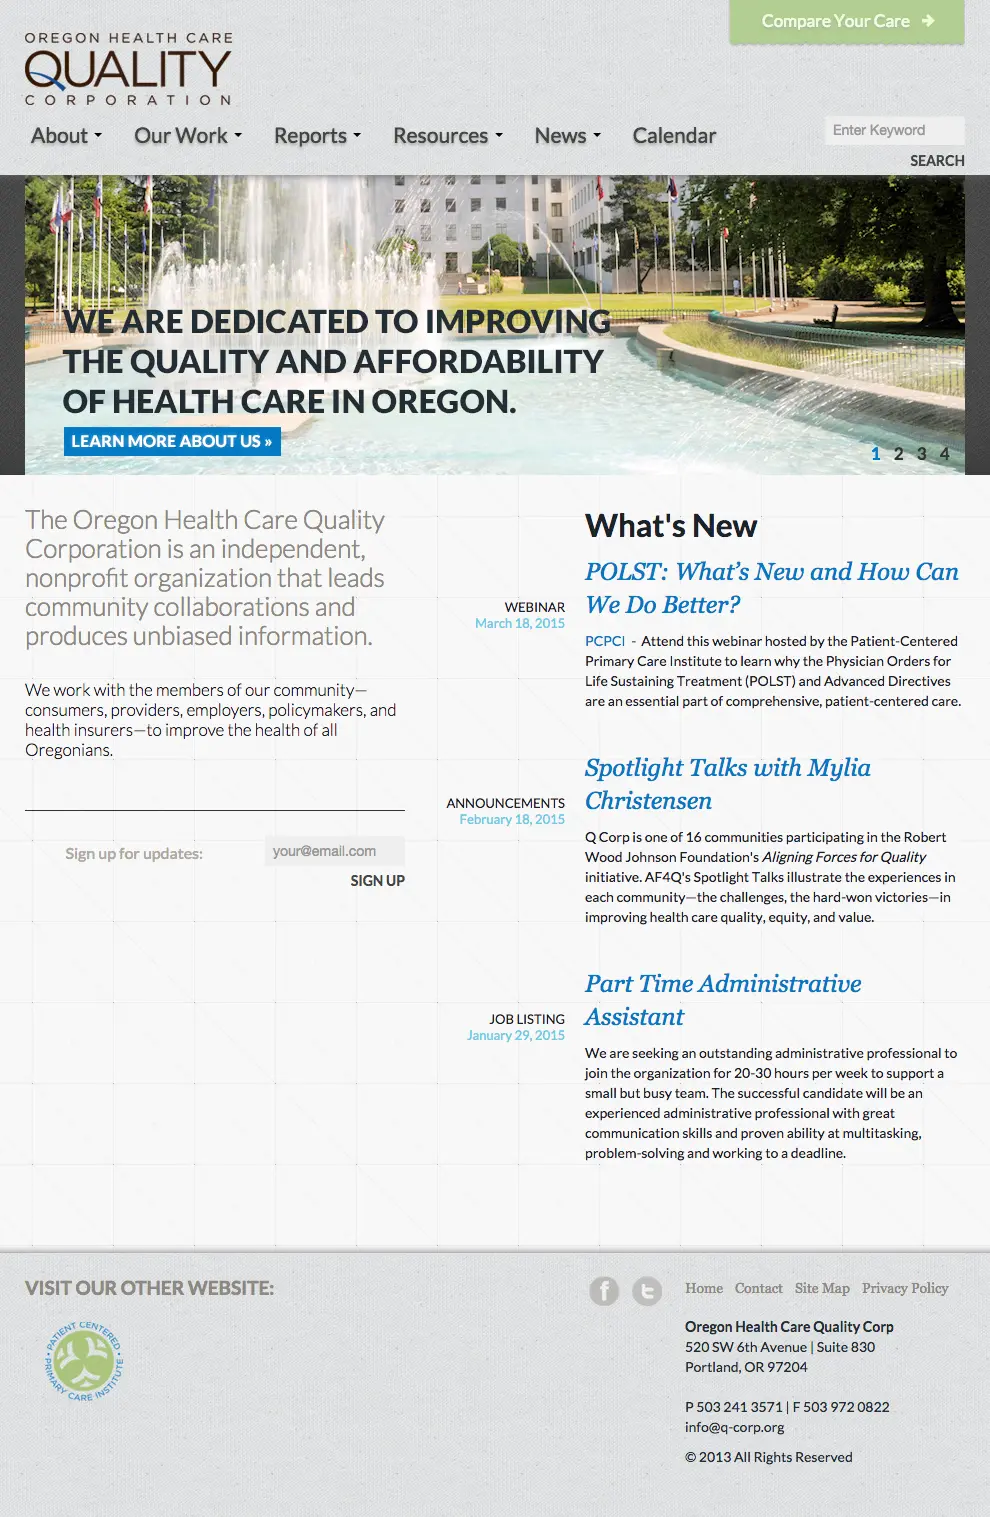 Compare Your Care →
OREGON HEALTH CARE
QUALITY
CORPORATION
About
Our Work
Reports
Resources
News
Calendar
Enter Keyword
SEARCH
WE ARE DEDICATED TO IMPROVING
THE QUALITY AND AFFORDABILITY
OF HEALTH CARE IN OREGON.
LEARN MORE ABOUT US »
1 2 3 4
The Oregon Health Care Quality
Corporation is an independent,
nonprofit organization that leads
community collaborations and
produces unbiased information.
We work with the members of our community—
consumers, providers, employers, policymakers, and
health insurers—to improve the health of all
Oregonians.
Sign up for updates:
your@email.com
SIGN UP
What's New
WEBINAR
March 18, 2015
POLST: What’s New and How Can
We Do Better?
PCPCI - Attend this webinar hosted by the Patient-Centered
Primary Care Institute to learn why the Physician Orders for
Life Sustaining Treatment (POLST) and Advanced Directives
are an essential part of comprehensive, patient-centered care.
ANNOUNCEMENTS
February 18, 2015
Spotlight Talks with Mylia
Christensen
Q Corp is one of 16 communities participating in the Robert
Wood Johnson Foundation's Aligning Forces for Quality
initiative. AF4Q's Spotlight Talks illustrate the experiences in
each community—the challenges, the hard-won victories—in
improving health care quality, equity, and value.
JOB LISTING
January 29, 2015
Part Time Administrative
Assistant
We are seeking an outstanding administrative professional to
join the organization for 20-30 hours per week to support a
small but busy team. The successful candidate will be an
experienced administrative professional with great
communication skills and proven ability at multitasking,
problem-solving and working to a deadline.
VISIT OUR OTHER WEBSITE:
PATIENT CENTERED
PRIMARY CARE INSTITUTE
Home Contact Site Map Privacy Policy
Oregon Health Care Quality Corp
520 SW 6th Avenue | Suite 830
Portland, OR 97204
P 503 241 3571 | F 503 972 0822
info@q-corp.org
© 2013 All Rights Reserved